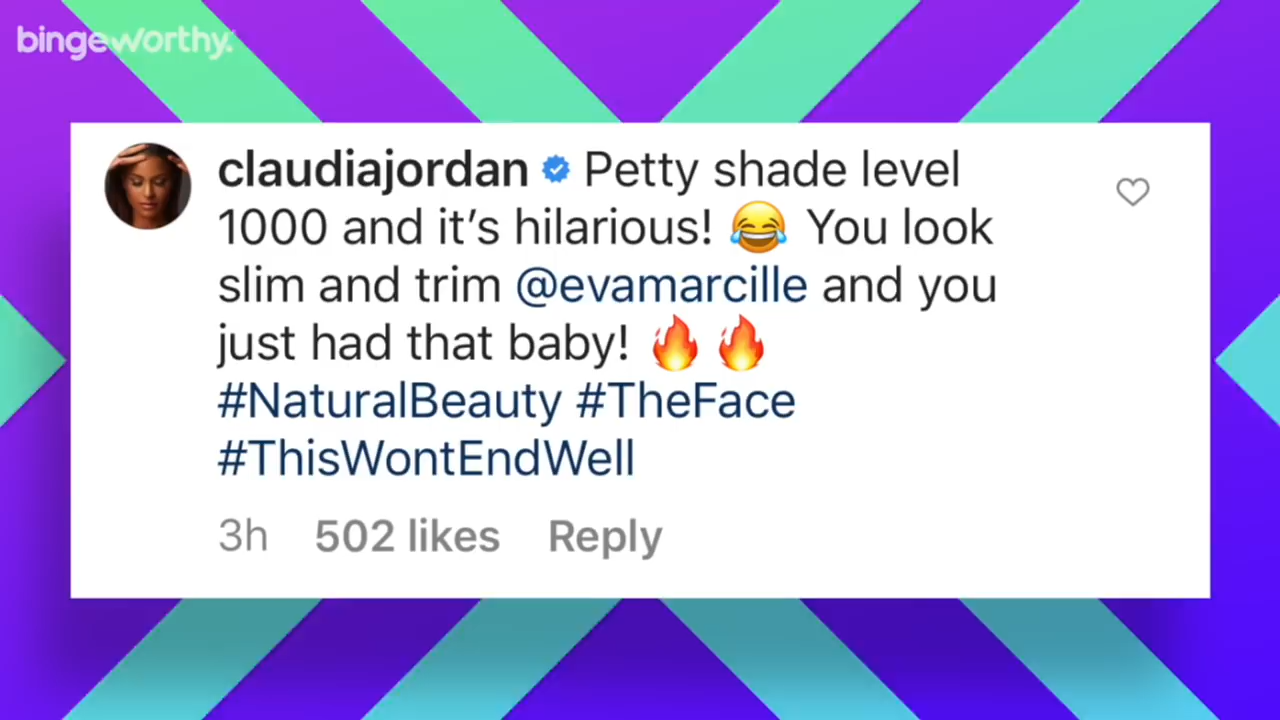 bingeworthy.
claudiajordan Petty shade level
1000 and it’s hilarious! 😂 You look
slim and trim @evamarcille and you
just had that baby! 🔥 🔥
#NaturalBeauty #TheFace
#ThisWontEndWell
3h 502 likes Reply